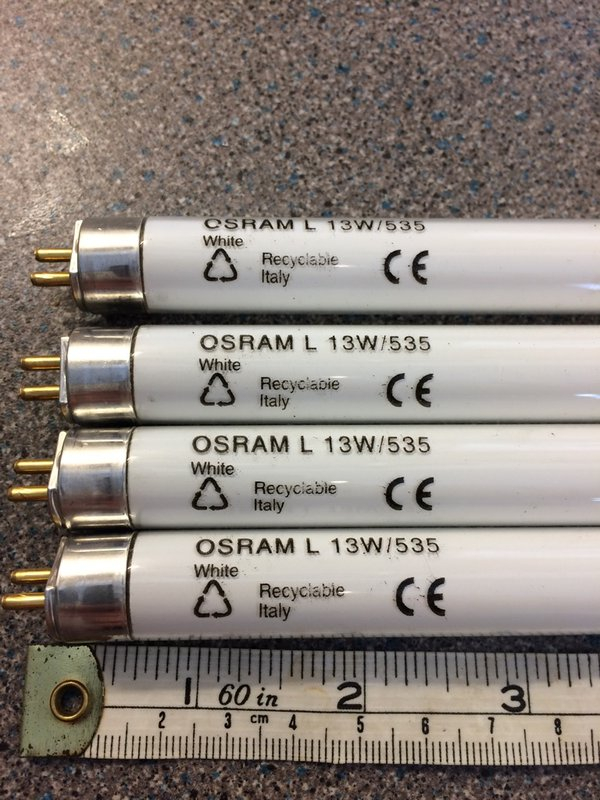 OSRAM L 13W/535
White
Recyclable
Italy
CE
OSRAM L 13W/535
White
Recyclable
Italy
CE
OSRAM L 13W/535
White
Recyclable
Italy
CE
OSRAM L 13W/535
White
Recyclable
Italy
CE
1 60 in 2 3
2 3 cm 4 5 6 7 8